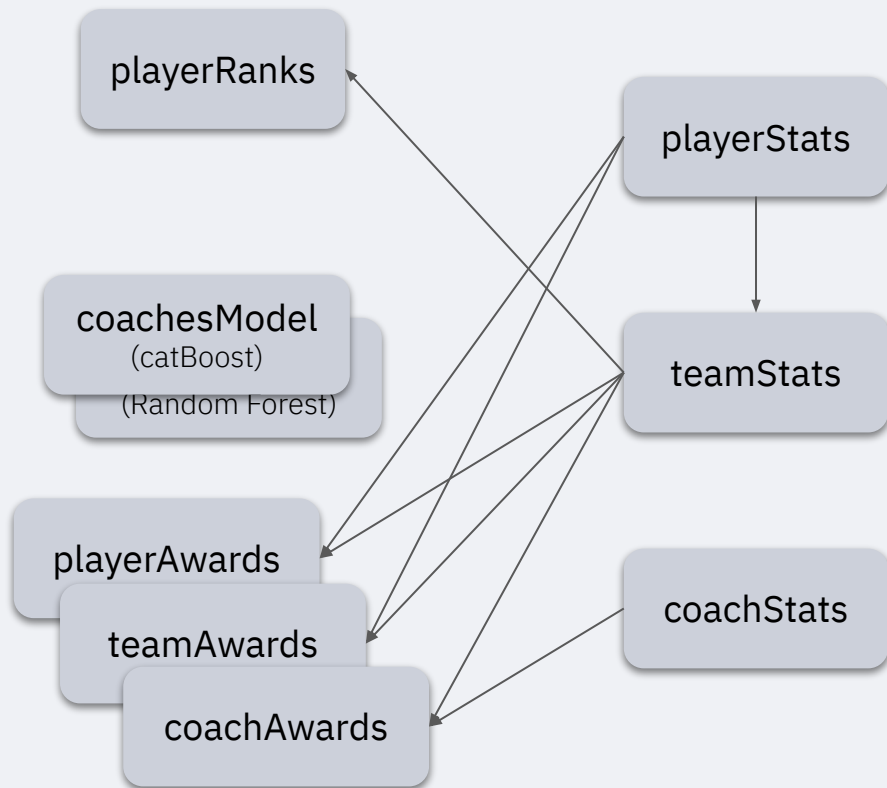 playerRanks
playerStats
coachesModel
(catBoost)
(Random Forest)
teamStats
playerAwards
teamAwards
coachAwards
coachStats